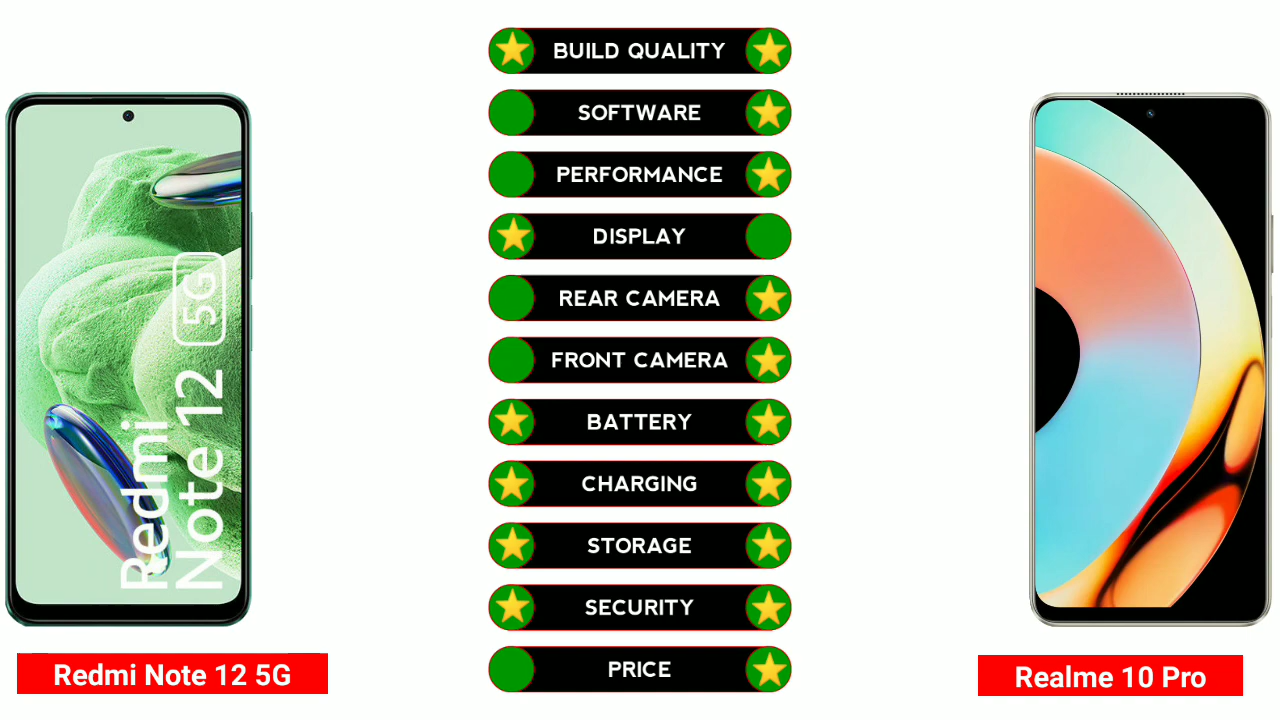 BUILD QUALITY
SOFTWARE
PERFORMANCE
DISPLAY
REAR CAMERA
FRONT CAMERA
BATTERY
CHARGING
STORAGE
SECURITY
PRICE
Redmi
Note 12 5G
Redmi Note 12 5G
Realme 10 Pro